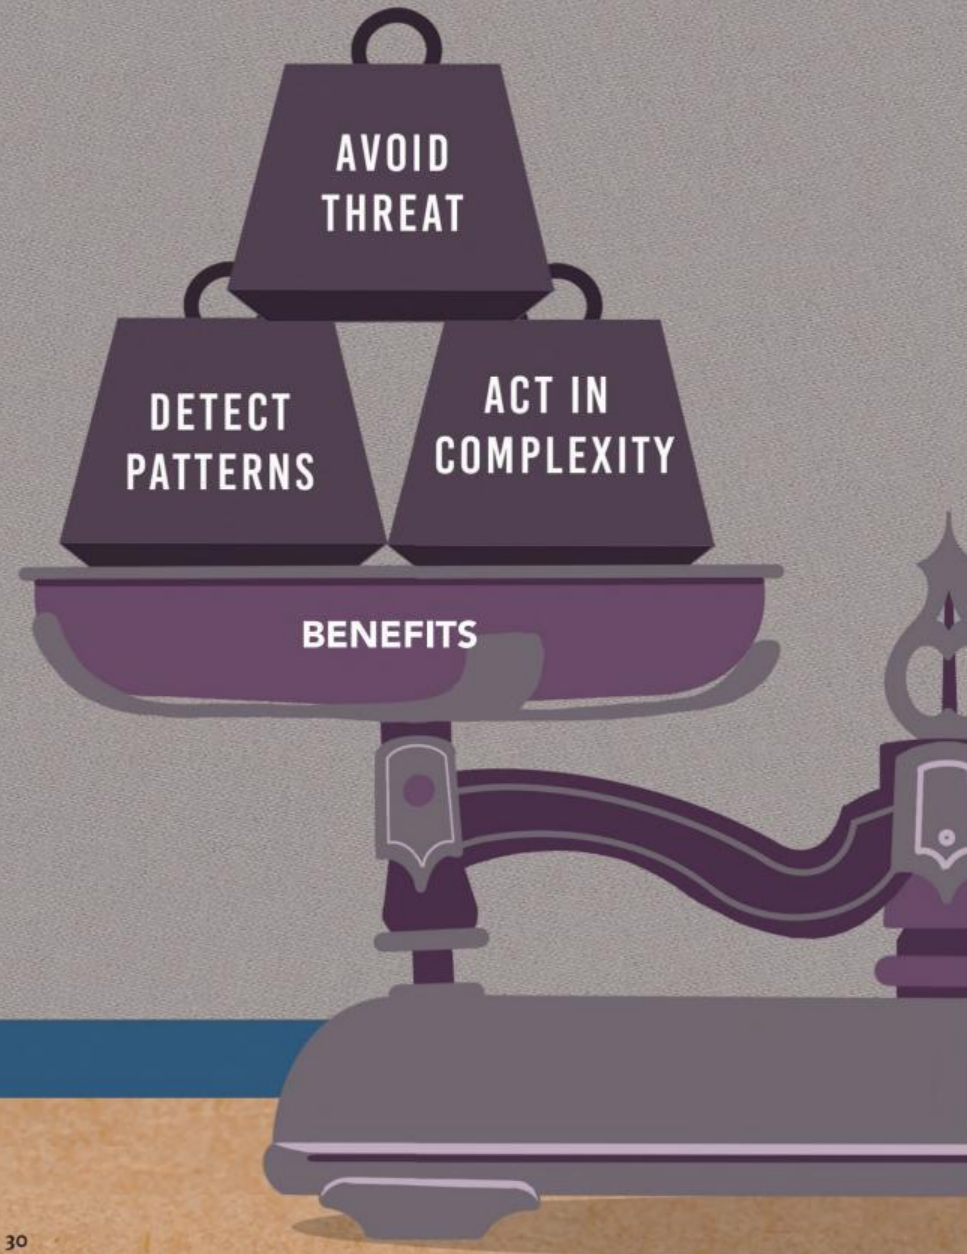 AVOID
THREAT
DETECT
PATTERNS
ACT IN
COMPLEXITY
BENEFITS
30